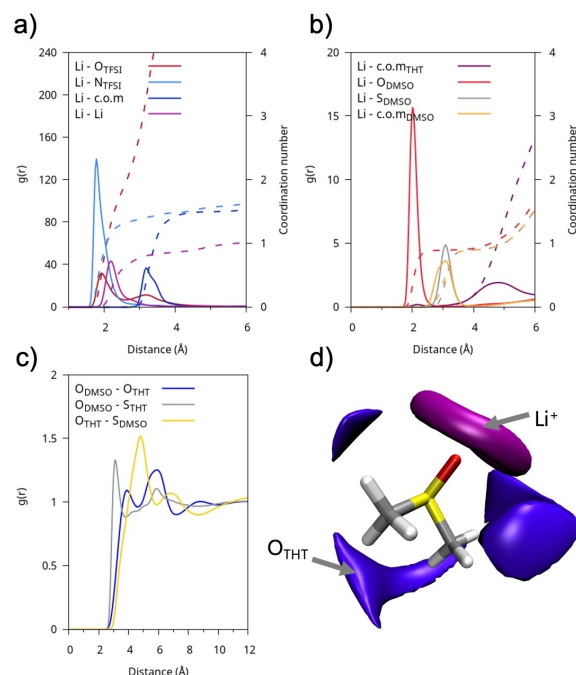 a)
240
200
160
120
80
40
0
g(r)
Li - O_TFSI
Li - N_TFSI
Li - c.o.m
Li - Li
4
3
2
1
0
Coordination number
0 2 4 6
Distance (Å)
b)
20
15
10
5
0
g(r)
Li - c.o.m_THT
Li - O_DMSO
Li - S_DMSO
Li - c.o.m_DMSO
4
3
2
1
0
Coordination number
0 2 4 6
Distance (Å)
c)
2
1.5
1
0.5
0
g(r)
O_DMSO - O_THT
O_DMSO - S_THT
O_THT - S_DMSO
0 2 4 6 8 10 12
Distance (Å)
d)
Li⁺
O_THT